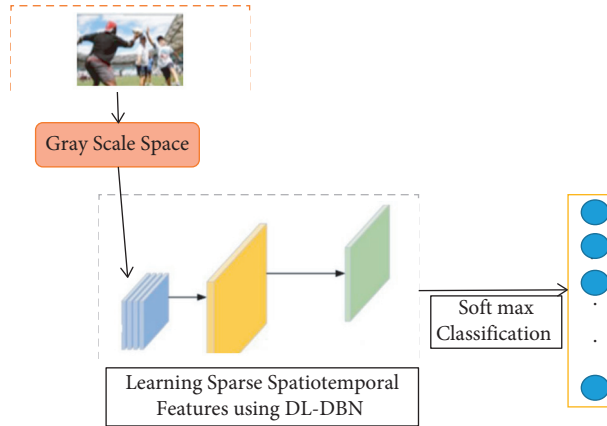 Gray Scale Space
Soft max
Classification
Learning Sparse Spatiotemporal
Features using DL-DBN